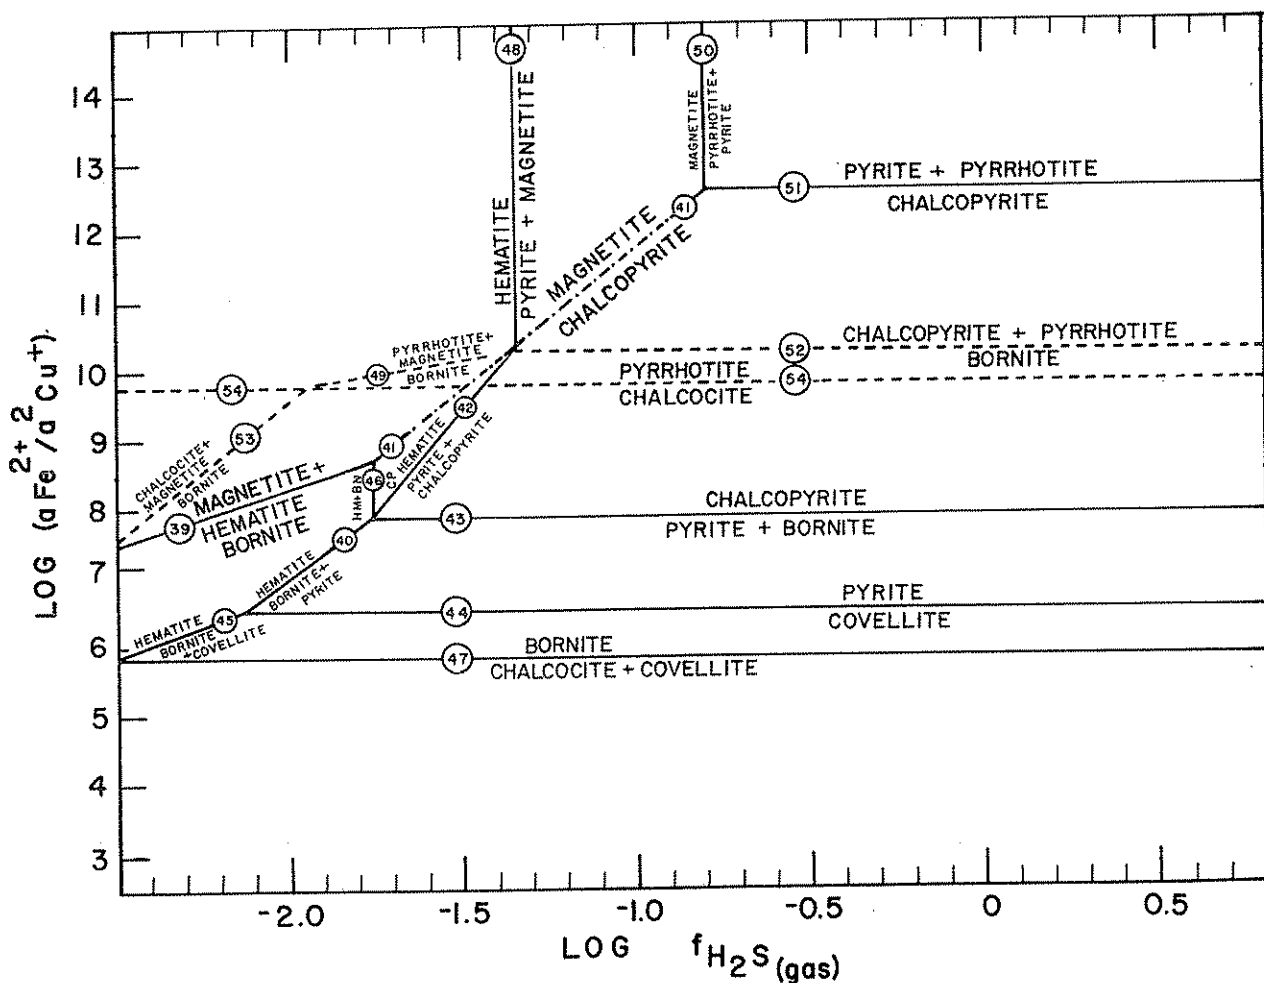 48
50
14
13
12
11
10
9
8
7
6
5
4
3
LOG (aFe2+/a2Cu+)
HEMATITE
PYRITE + MAGNETITE
MAGNETITE
PYRRHOTITE+
PYRITE
PYRITE + PYRRHOTITE
51
CHALCOPYRITE
41
MAGNETITE
CHALCOPYRITE
CHALCOPYRITE + PYRRHOTITE
52
BORNITE
PYRRHOTITE+
MAGNETITE
49
BORNITE
54
PYRRHOTITE
54
CHALCOCITE
42
53
CHALCOCITE+
MAGNETITE
BORNITE
41
HEMATITE
PYRITE +
CHALCOPYRITE
46
HM+BN
MAGNETITE +
39
HEMATITE
BORNITE
CHALCOPYRITE
43
PYRITE + BORNITE
40
HEMATITE
BORNITE+
PYRITE
PYRITE
44
COVELLITE
HEMATITE
45
BORNITE
+COVELLITE
BORNITE
47
CHALCOCITE + COVELLITE
-2.0
-1.5
-1.0
-0.5
0
0.5
LOG fH2S(gas)